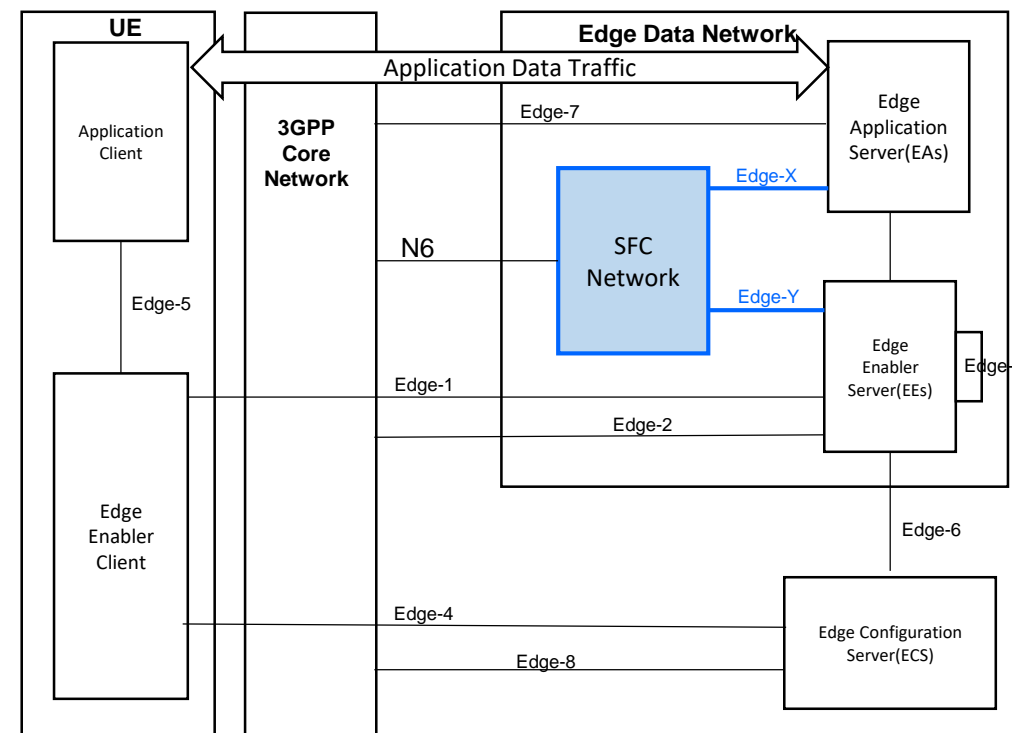 UE
Edge Data Network
Application Data Traffic
Application
Client
3GPP
Core
Network
Edge-7
Edge
Application
Server(EAs)
Edge-X
N6
SFC
Network
Edge-Y
Edge-5
Edge
Enabler
Server(EEs)
Edge-
Edge-1
Edge-2
Edge
Enabler
Client
Edge-6
Edge-4
Edge Configuration
Server(ECS)
Edge-8